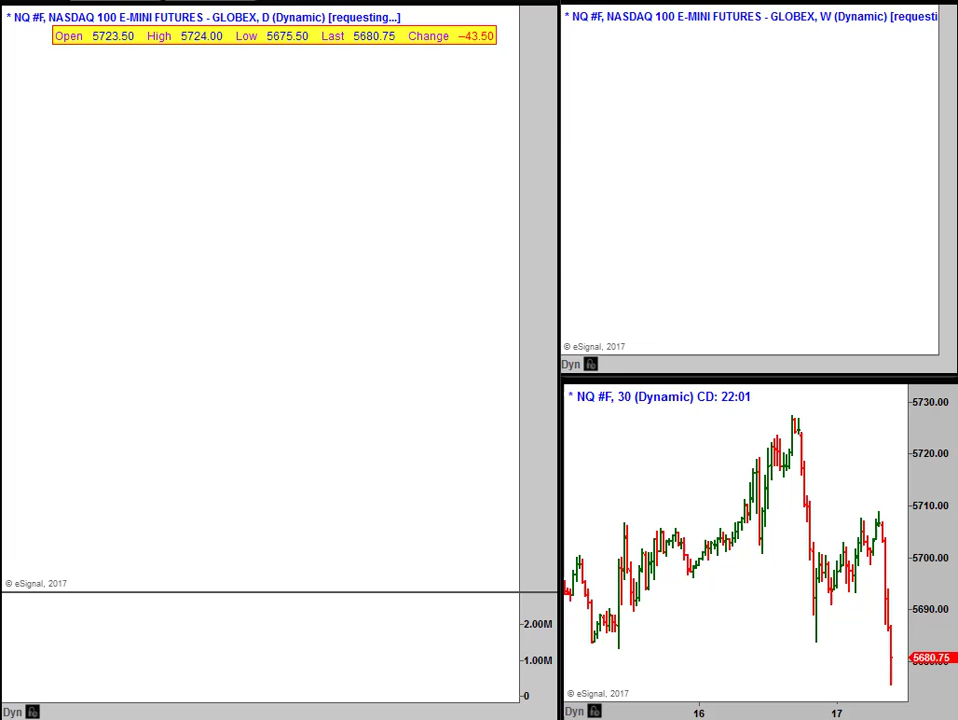 * NQ #F, NASDAQ 100 E-MINI FUTURES - GLOBEX, D (Dynamic) [requesting...]
Open 5723.50 High 5724.00 Low 5675.50 Last 5680.75 Change –43.50
© eSignal, 2017
2.00M
1.00M
0
Dyn
* NQ #F, NASDAQ 100 E-MINI FUTURES - GLOBEX, W (Dynamic) [requesti
© eSignal, 2017
Dyn
* NQ #F, 30 (Dynamic) CD: 22:01
5730.00
5720.00
5710.00
5700.00
5690.00
5680.75
© eSignal, 2017
Dyn 16 17